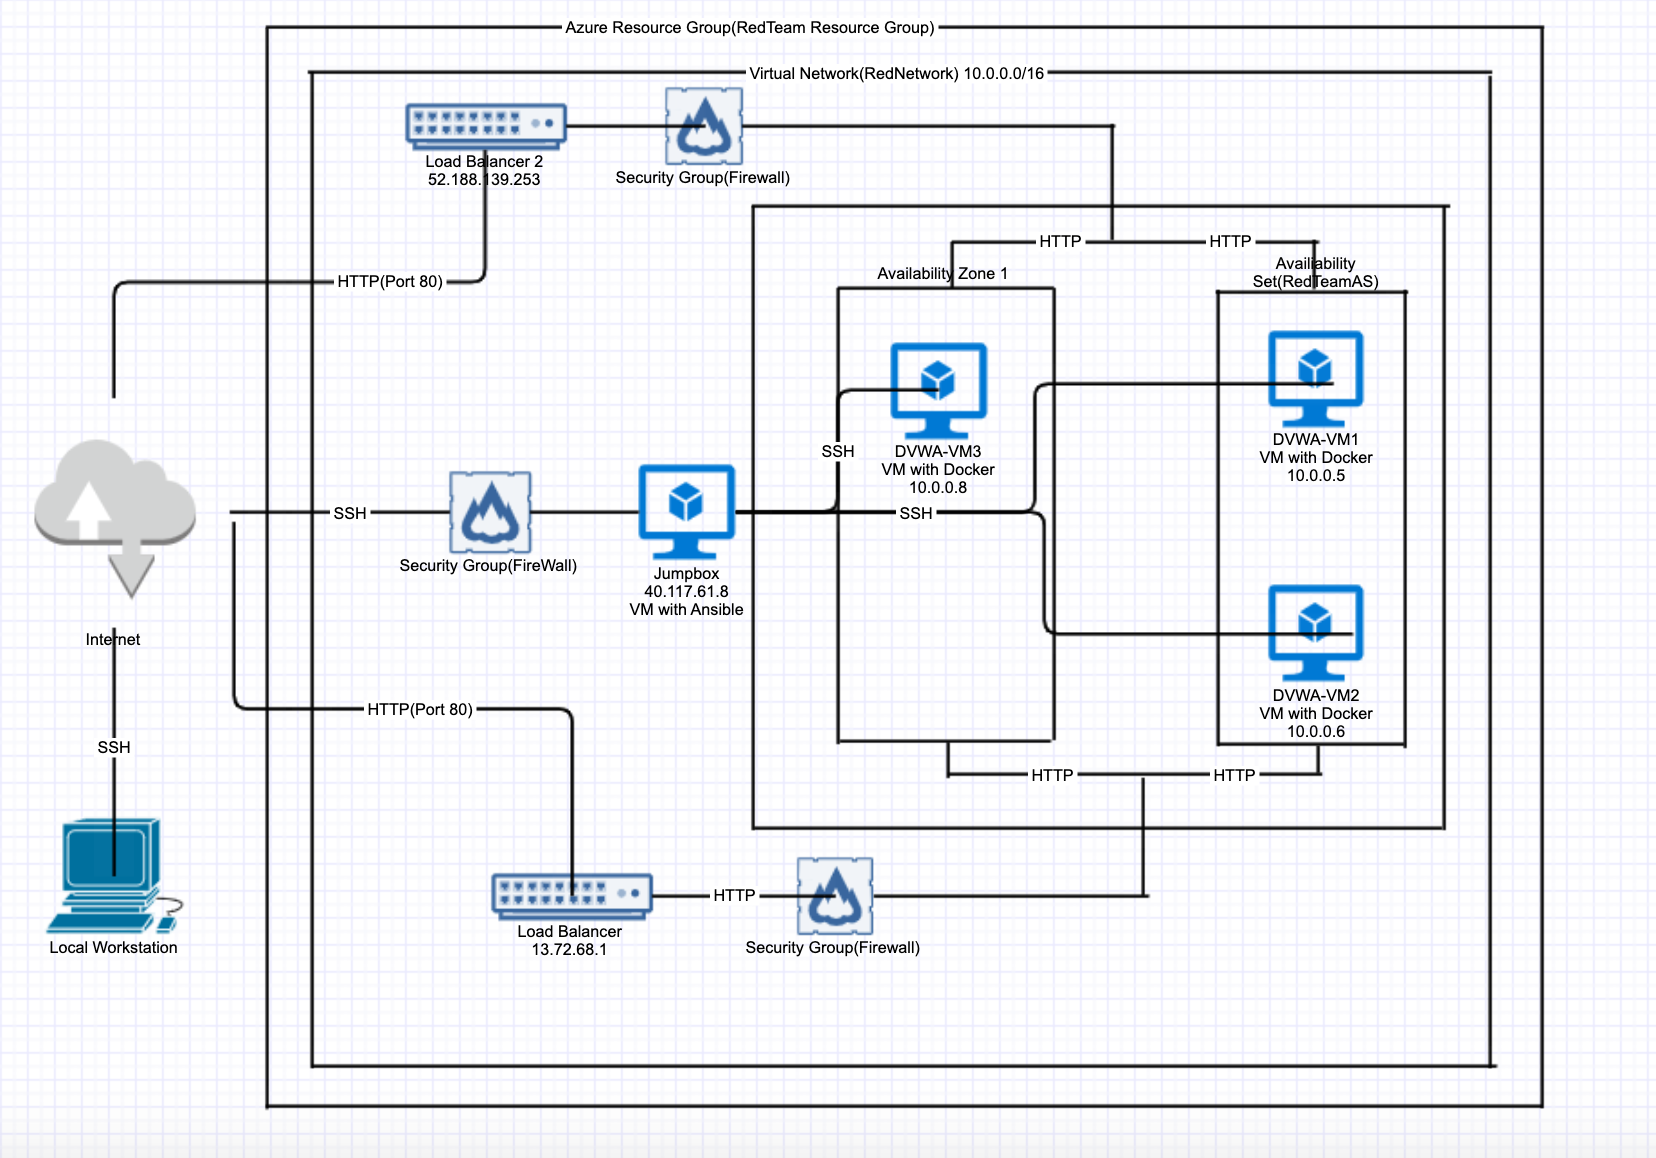 Azure Resource Group(RedTeam Resource Group)
Virtual Network(RedNetwork) 10.0.0.0/16
Load Balancer 2
52.188.139.253
Security Group(Firewall)
HTTP
HTTP
Availability Zone 1
Availiability
Set(RedTeamAS)
HTTP(Port 80)
DVWA-VM3
VM with Docker
10.0.0.8
DVWA-VM1
VM with Docker
10.0.0.5
SSH
SSH
SSH
Security Group(FireWall)
Jumpbox
40.117.61.8
VM with Ansible
Internet
DVWA-VM2
VM with Docker
10.0.0.6
HTTP(Port 80)
SSH
HTTP
HTTP
HTTP
Load Balancer
13.72.68.1
Security Group(Firewall)
Local Workstation